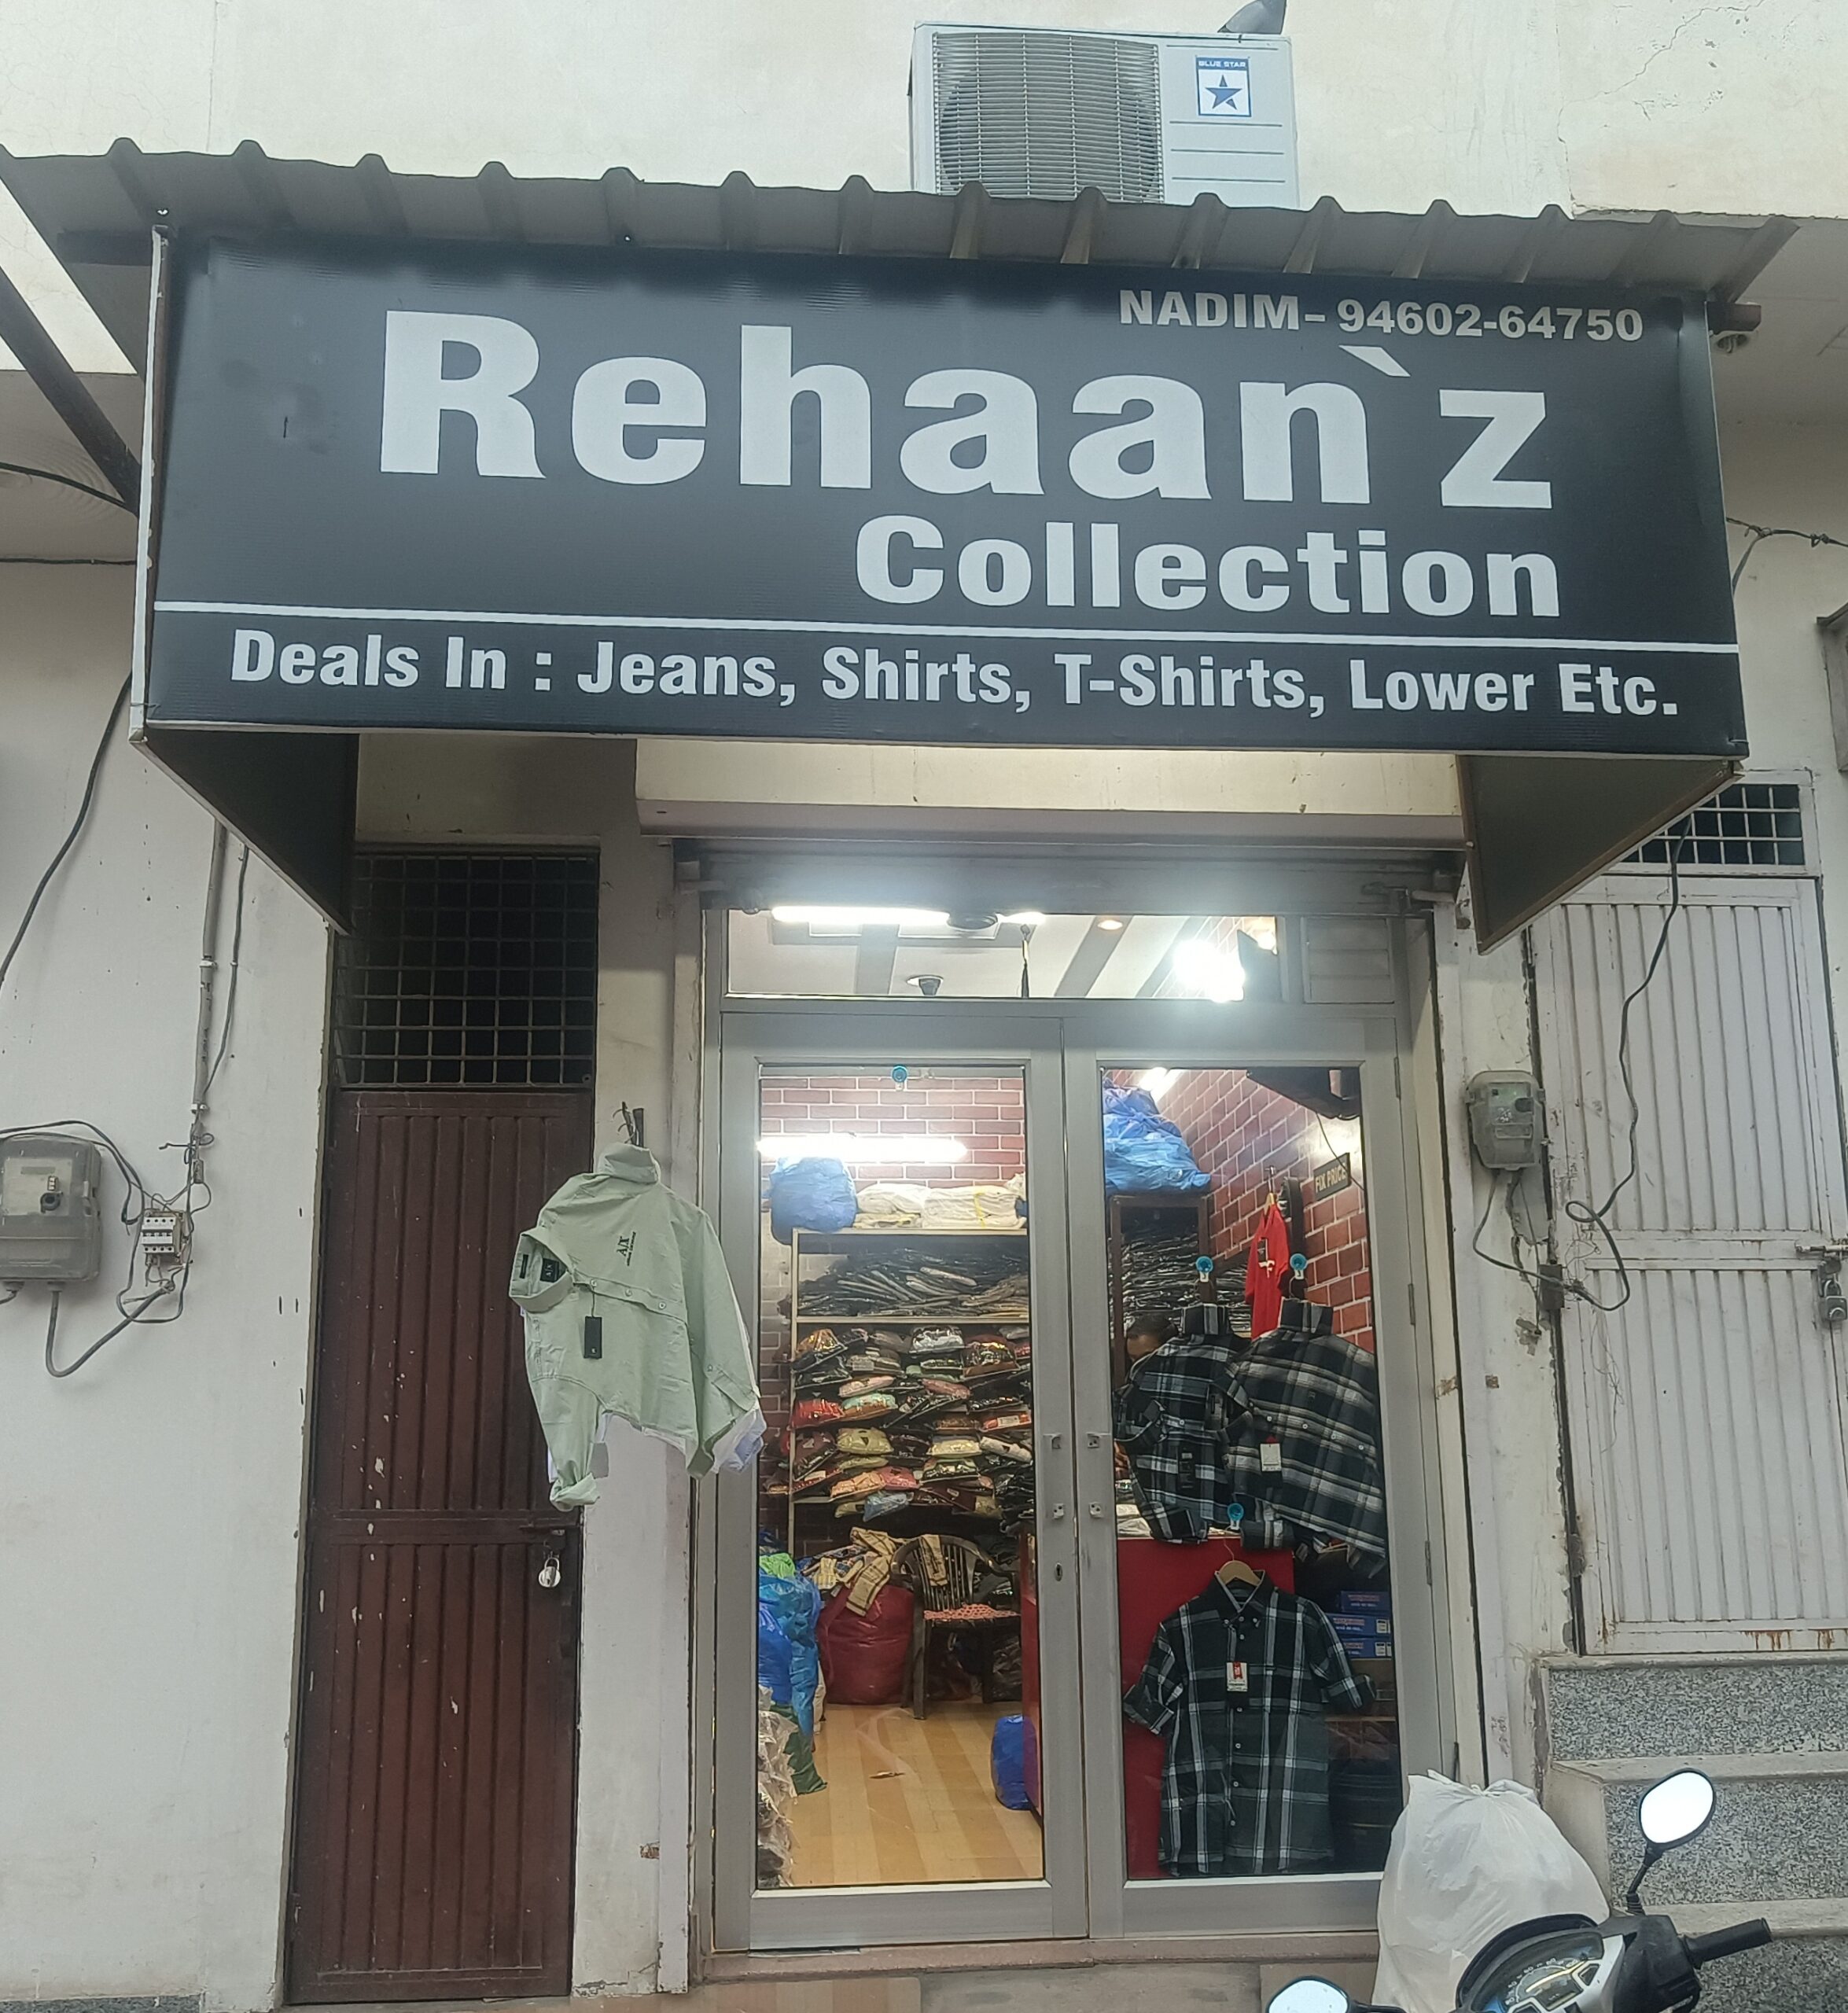 BLUE STAR
NADIM- 94602-64750
Rehaan`z
Collection
Deals In : Jeans, Shirts, T-Shirts, Lower Etc.
FIX PRICE
A|X